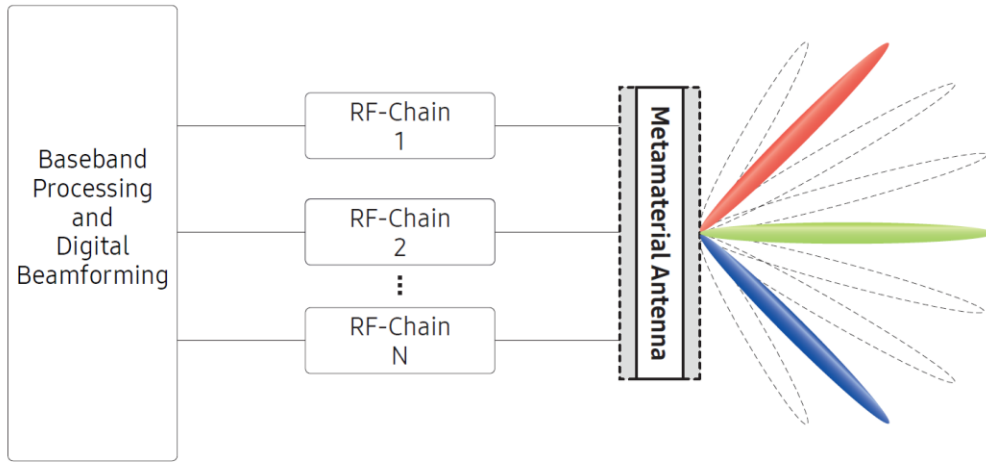 Baseband
Processing
and
Digital
Beamforming
RF-Chain
1
RF-Chain
2
RF-Chain
N
Metamaterial Antenna